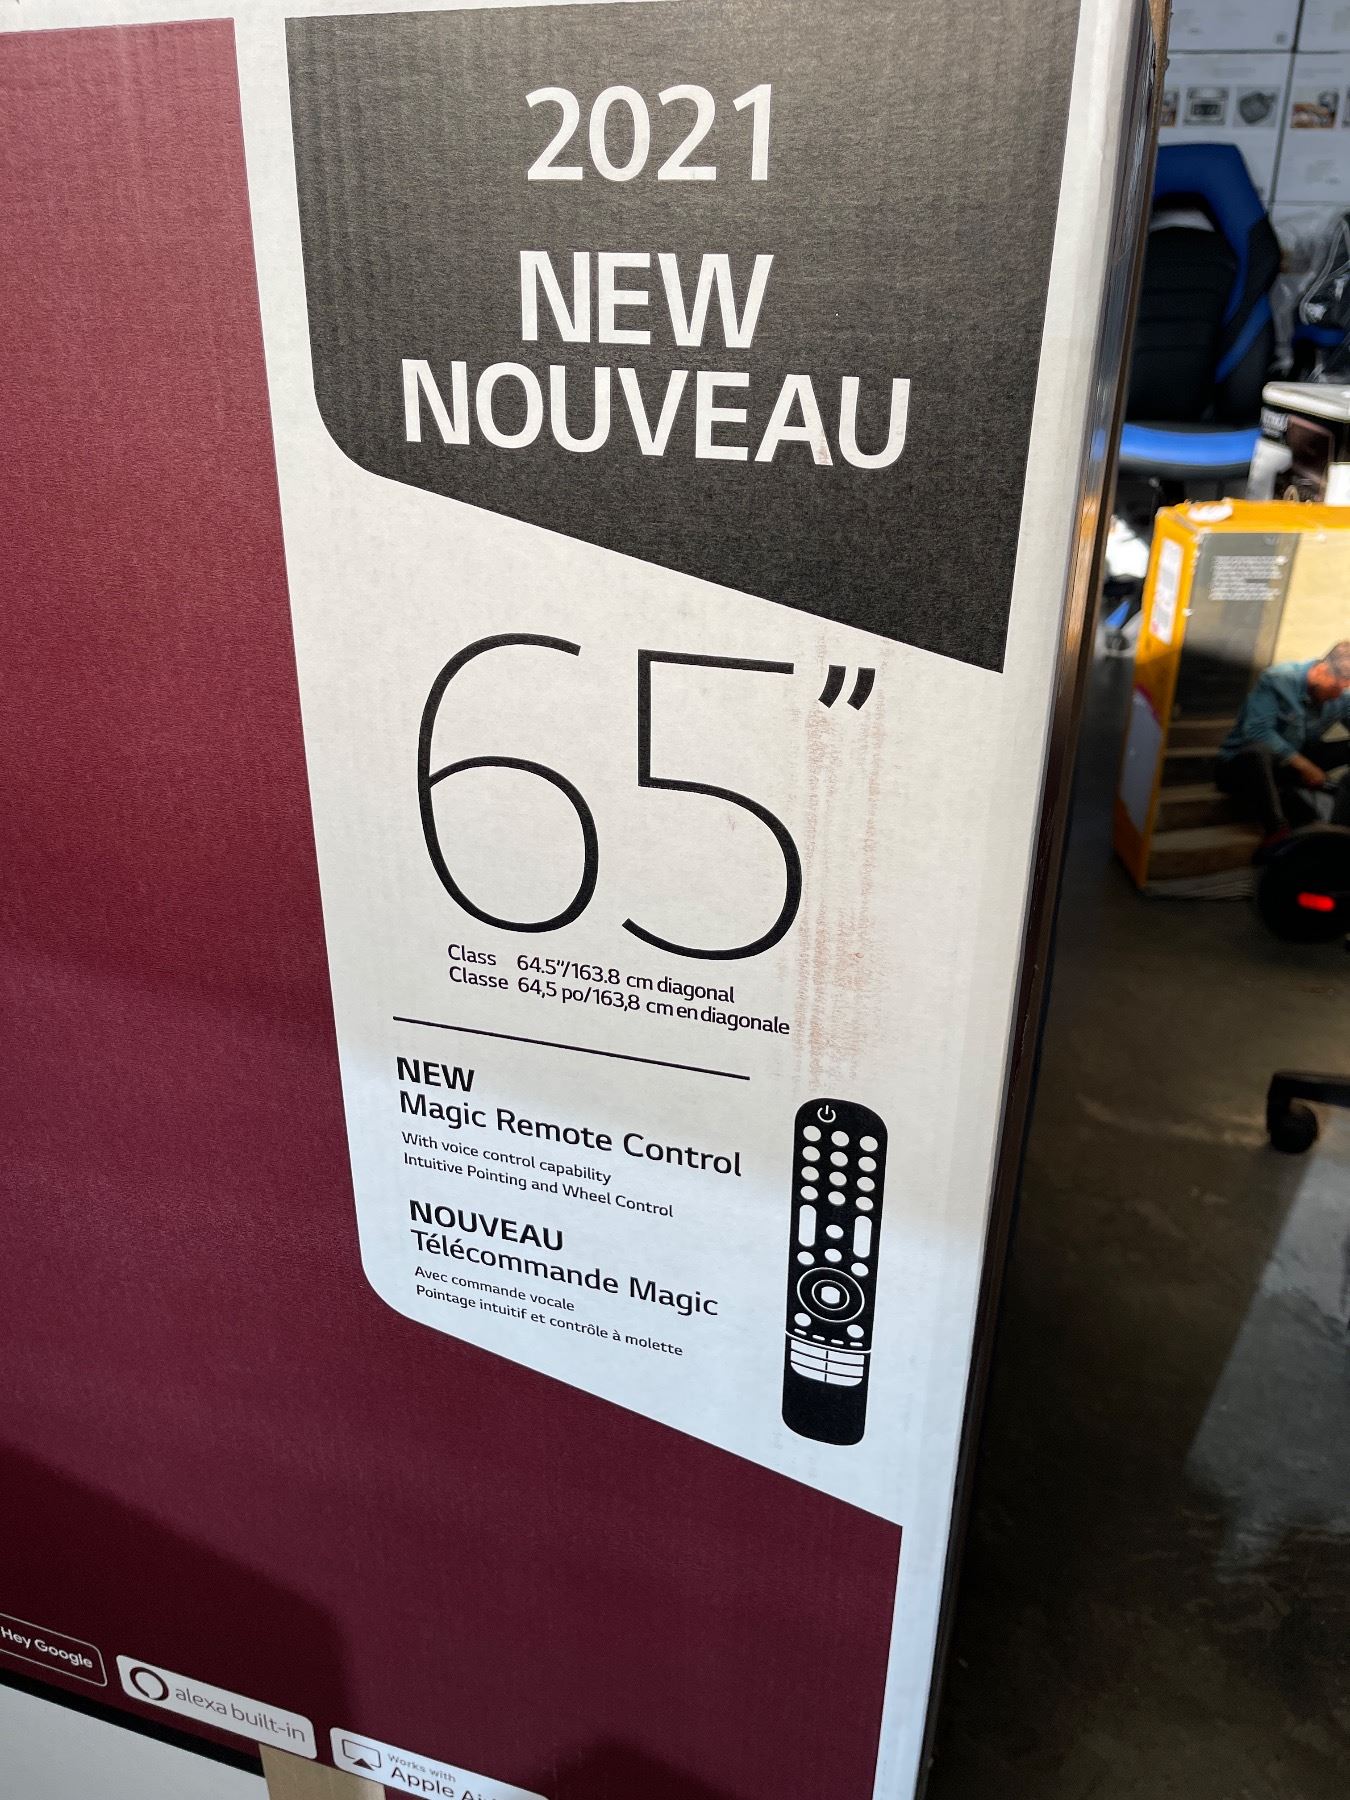 2021
NEW
NOUVEAU
65”
Class 64.5”/163.8 cm diagonal
Classe 64,5 po/163,8 cm en diagonale
NEW
Magic Remote Control
With voice control capability
Intuitive Pointing and Wheel Control
NOUVEAU
Télécommande Magic
Avec commande vocale
Pointage intuitif et contrôle à molette
Hey Google
alexa built-in
Works with
Apple